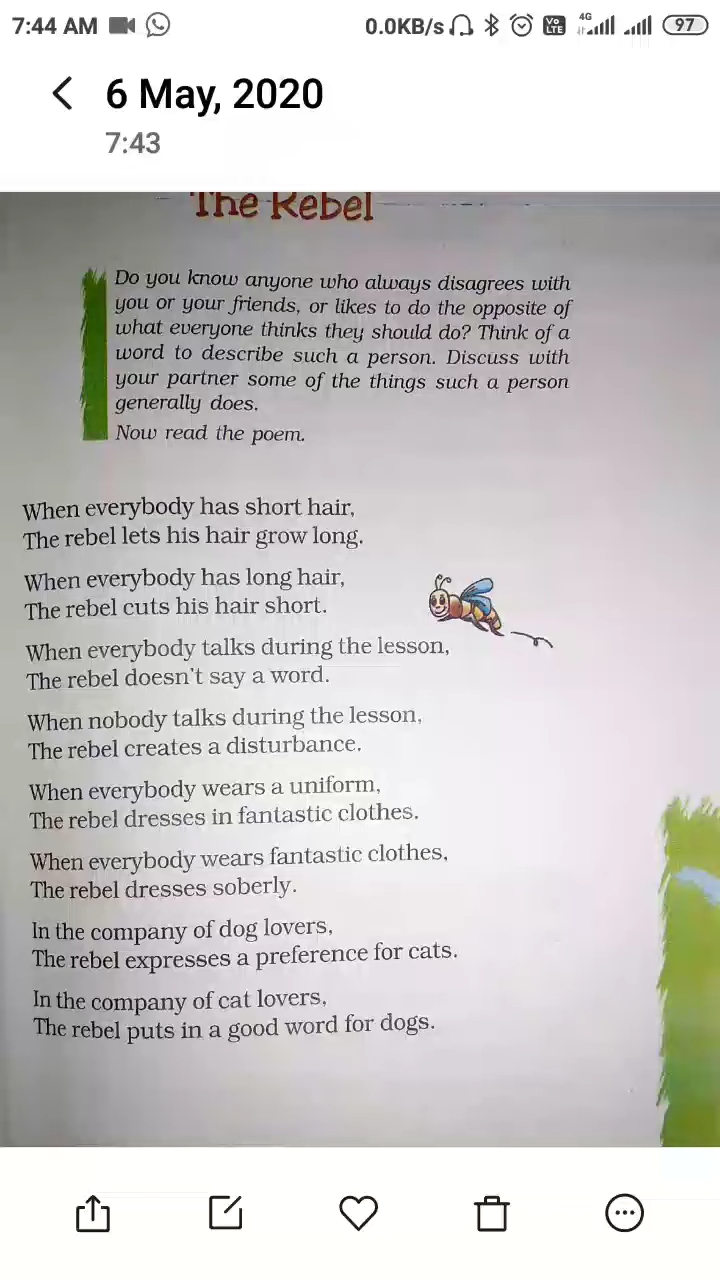 7:44 AM
0.0KB/s
Vo LTE
4G
97
6 May, 2020
7:43
The Rebel
Do you know anyone who always disagrees with
you or your friends, or likes to do the opposite of
what everyone thinks they should do? Think of a
word to describe such a person. Discuss with
your partner some of the things such a person
generally does.
Now read the poem.
When everybody has short hair,
The rebel lets his hair grow long.
When everybody has long hair,
The rebel cuts his hair short.
When everybody talks during the lesson,
The rebel doesn't say a word.
When nobody talks during the lesson,
The rebel creates a disturbance.
When everybody wears a uniform,
The rebel dresses in fantastic clothes.
When everybody wears fantastic clothes,
The rebel dresses soberly.
In the company of dog lovers,
The rebel expresses a preference for cats.
In the company of cat lovers,
The rebel puts in a good word for dogs.